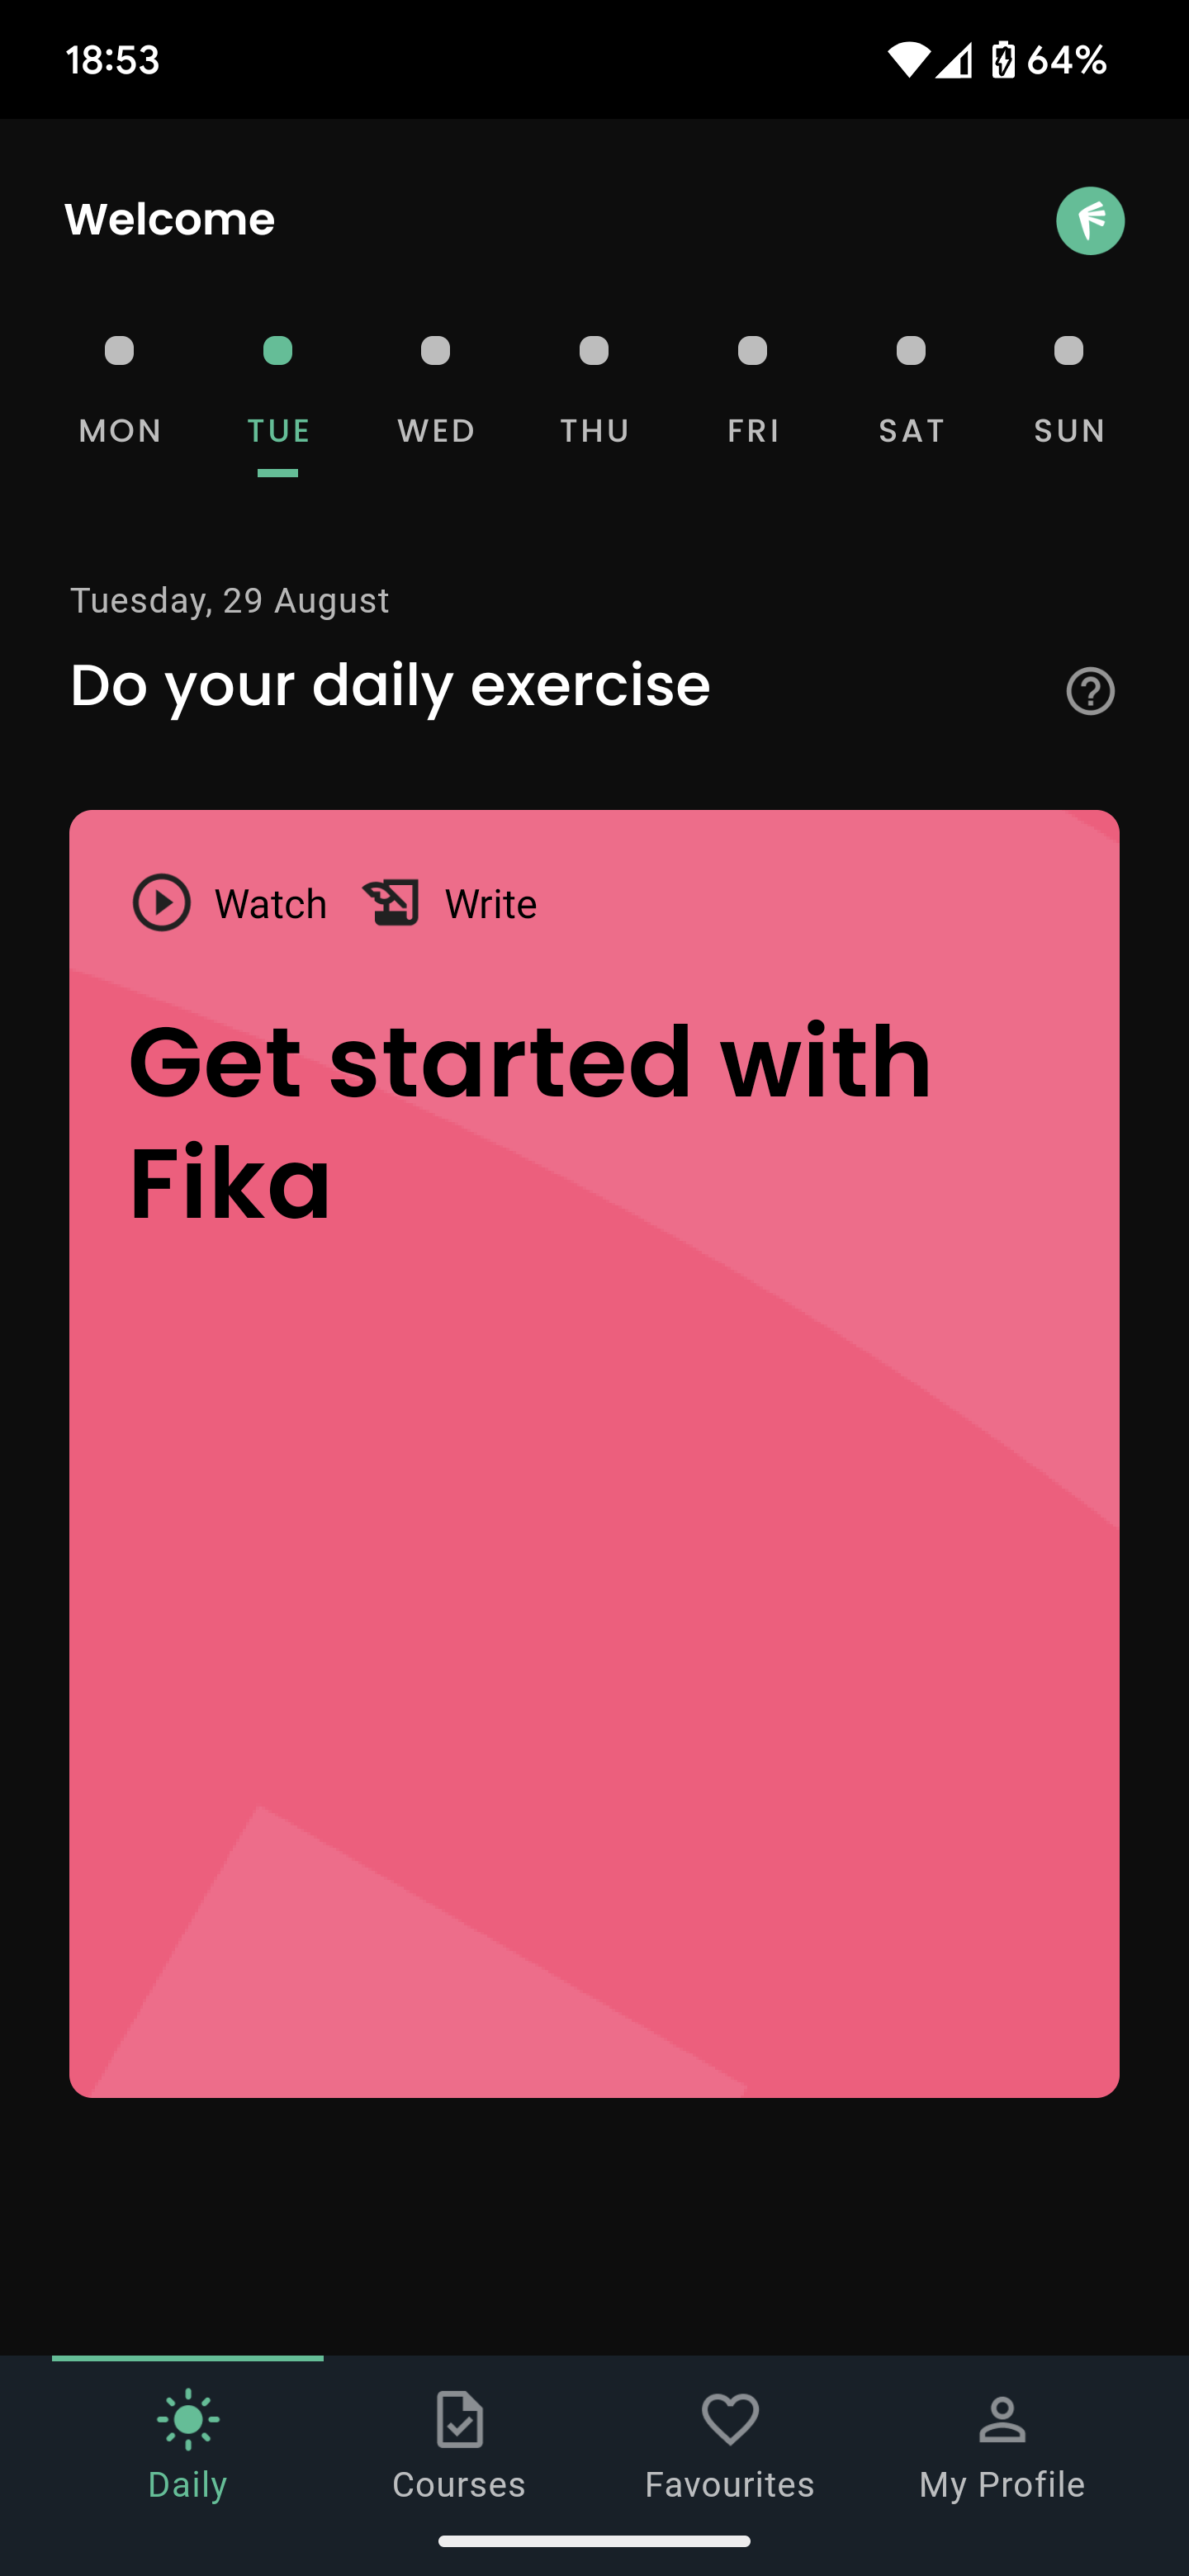 18:53
64%
Welcome
MON TUE WED THU FRI SAT SUN
Tuesday, 29 August
Do your daily exercise
Watch Write
Get started with
Fika
Daily Courses Favourites My Profile